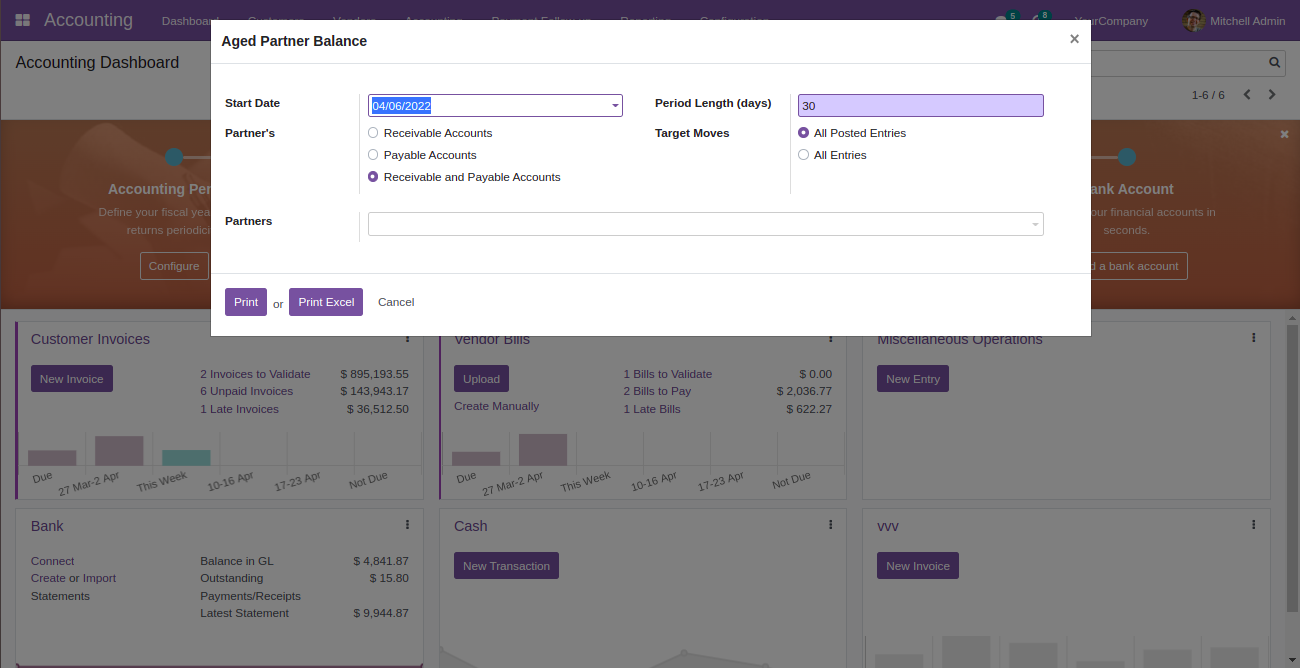 Accounting
Dashboard
5
8
YourCompany
Mitchell Admin
Aged Partner Balance
×
Accounting Dashboard
1-6 / 6
Start Date
04/06/2022
Period Length (days)
30
Partner's
Receivable Accounts
Payable Accounts
Receivable and Payable Accounts
Target Moves
All Posted Entries
All Entries
Partners
Print or Print Excel Cancel
Accounting Per
Define your fiscal yea
returns periodic
Configure
ank Account
our financial accounts in
seconds.
d a bank account
Customer Invoices
New Invoice
2 Invoices to Validate $ 895,193.55
6 Unpaid Invoices $ 143,943.17
1 Late Invoices $ 36,512.50
Due 27 Mar-2 Apr This Week 10-16 Apr 17-23 Apr Not Due
Vendor Bills
Upload
Create Manually
1 Bills to Validate $ 0.00
2 Bills to Pay $ 2,036.77
1 Late Bills $ 622.27
Due 27 Mar-2 Apr This Week 10-16 Apr 17-23 Apr Not Due
Miscellaneous Operations
New Entry
Bank
Connect
Create or Import
Statements
Balance in GL $ 4,841.87
Outstanding $ 15.80
Payments/Receipts
Latest Statement $ 9,944.87
Cash
New Transaction
vvv
New Invoice